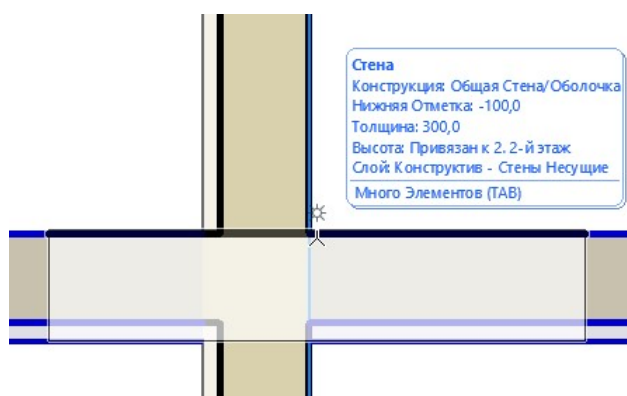 Стена
Конструкция: Общая Стена/Оболочка
Нижняя Отметка: -100,0
Толщина: 300,0
Высота: Привязан к 2. 2-й этаж
Слой: Конструктив - Стены Несущие
Много Элементов (TAB)